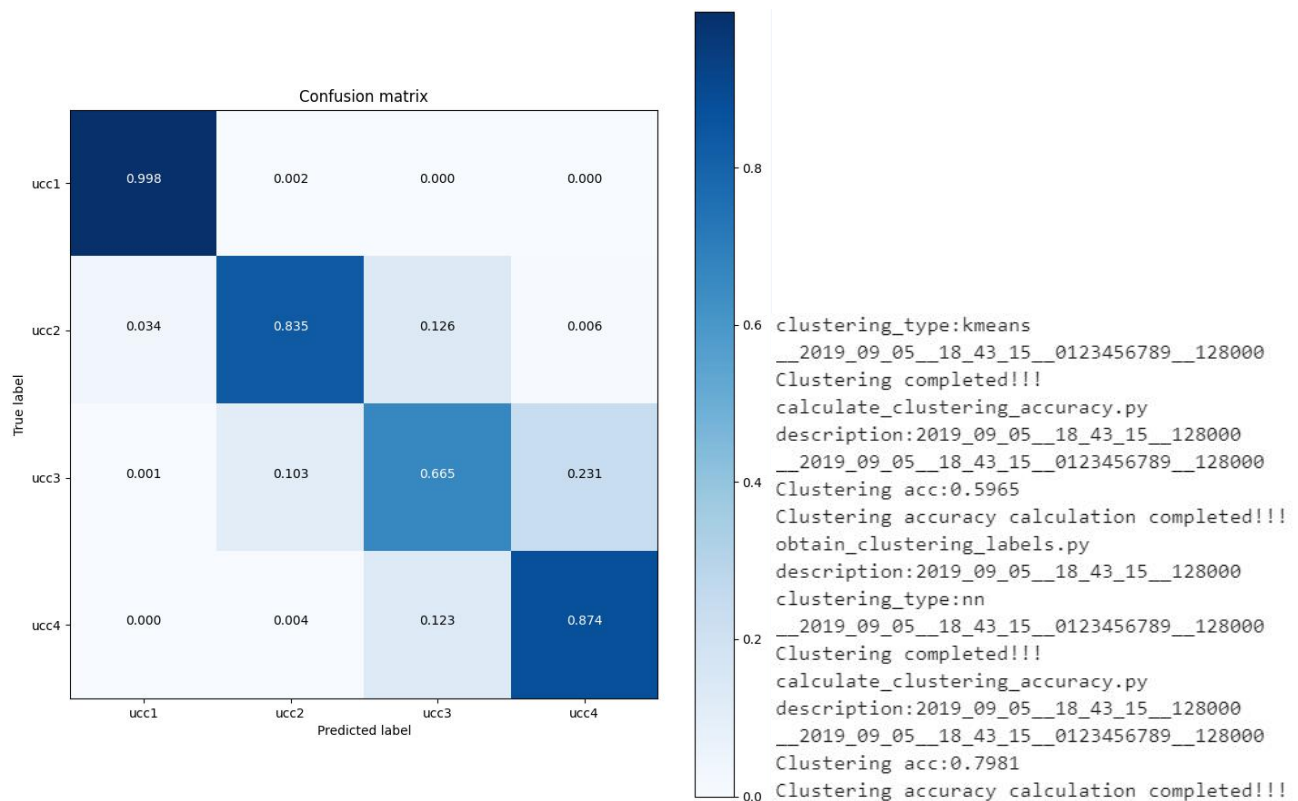 Confusion matrix
ucc1 0.998 0.002 0.000 0.000
ucc2 0.034 0.835 0.126 0.006
ucc3 0.001 0.103 0.665 0.231
ucc4 0.000 0.004 0.123 0.874
True label
ucc1 ucc2 ucc3 ucc4
Predicted label
0.8
0.6
0.4
0.2
0.0
clustering_type:kmeans
__2019_09_05__18_43_15__0123456789__128000
Clustering completed!!!
calculate_clustering_accuracy.py
description:2019_09_05__18_43_15__128000
__2019_09_05__18_43_15__0123456789__128000
Clustering acc:0.5965
Clustering accuracy calculation completed!!!
obtain_clustering_labels.py
description:2019_09_05__18_43_15__128000
clustering_type:nn
__2019_09_05__18_43_15__0123456789__128000
Clustering completed!!!
calculate_clustering_accuracy.py
description:2019_09_05__18_43_15__128000
__2019_09_05__18_43_15__0123456789__128000
Clustering acc:0.7981
Clustering accuracy calculation completed!!!